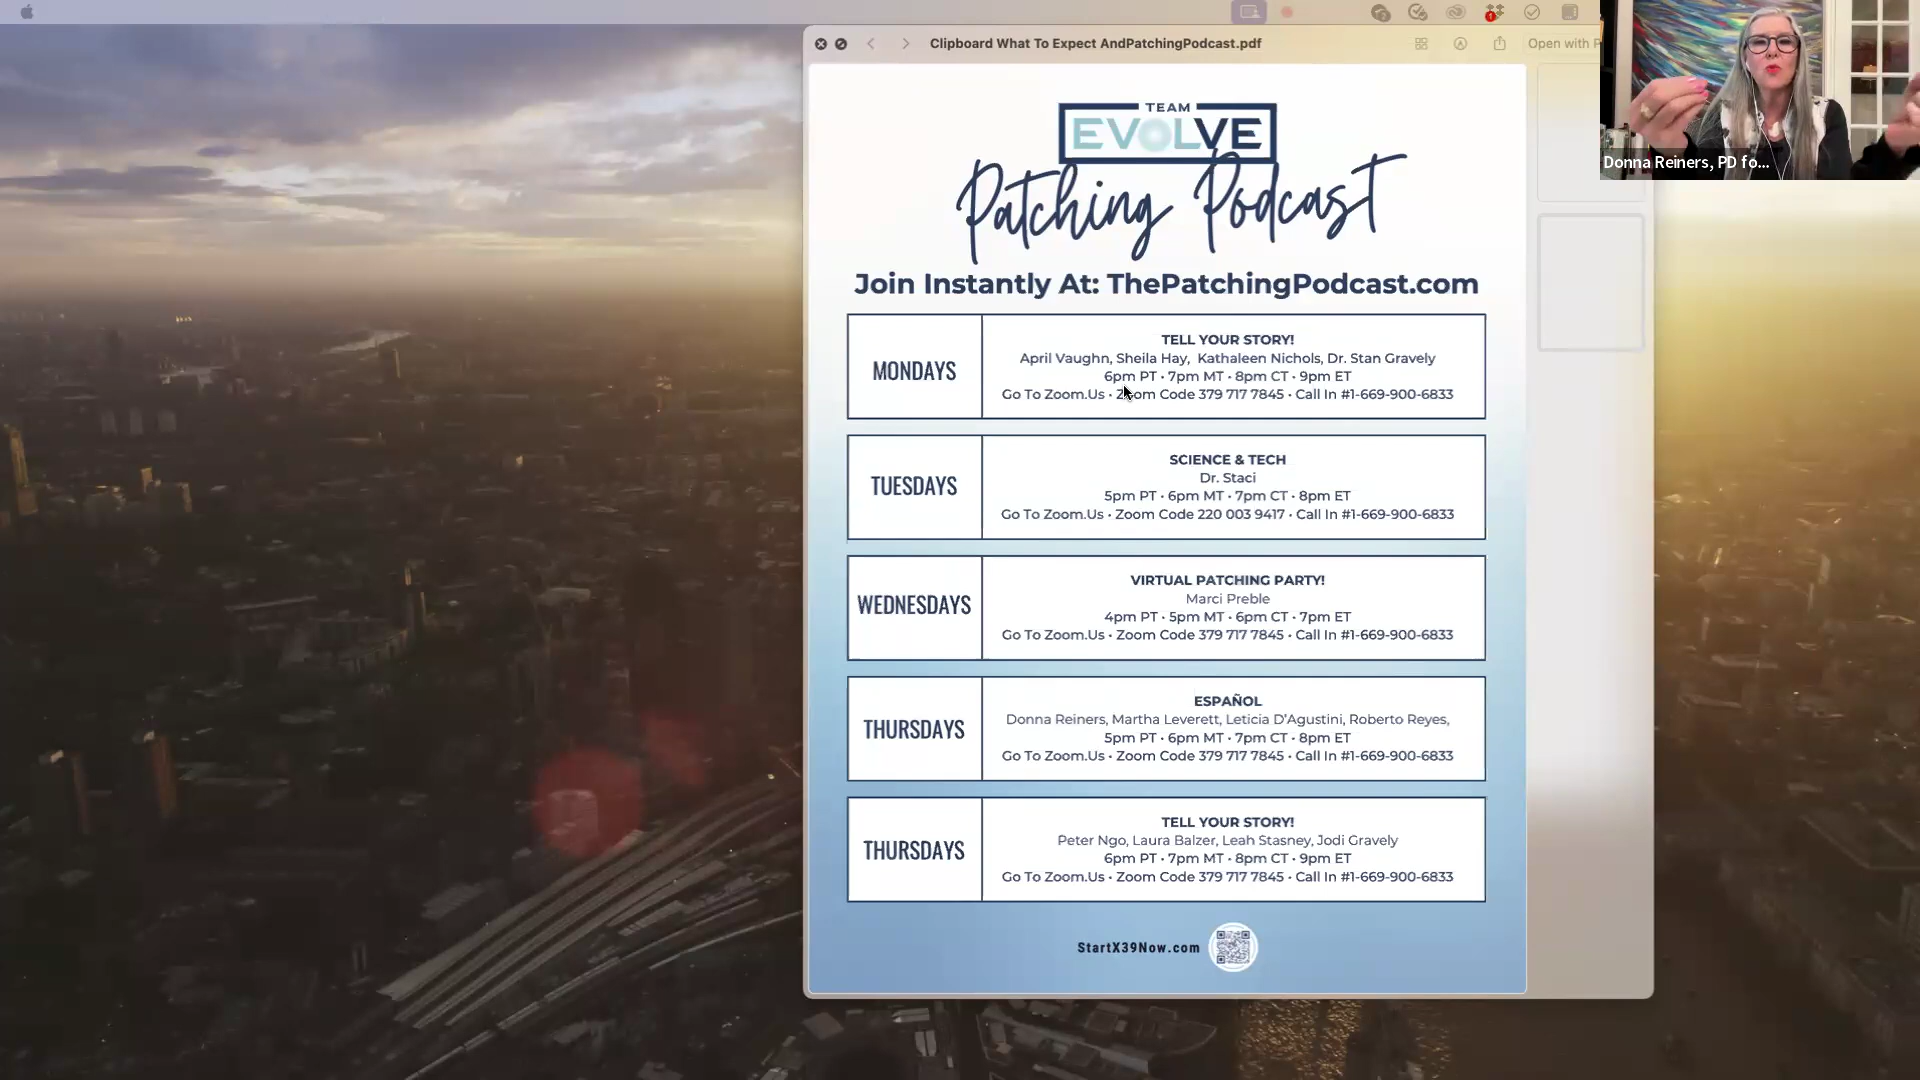 Clipboard What To Expect AndPatchingPodcast.pdf
Open with P
Donna Reiners, PD fo...
TEAM
EVOLVE
Patching Podcast
Join Instantly At: ThePatchingPodcast.com
MONDAYS
TELL YOUR STORY!
April Vaughn, Sheila Hay,  Kathaleen Nichols, Dr. Stan Gravely
6pm PT • 7pm MT • 8pm CT • 9pm ET
Go To Zoom.Us • Zoom Code 379 717 7845 • Call In #1-669-900-6833
TUESDAYS
SCIENCE & TECH
Dr. Staci
5pm PT • 6pm MT • 7pm CT • 8pm ET
Go To Zoom.Us • Zoom Code 220 003 9417 • Call In #1-669-900-6833
WEDNESDAYS
VIRTUAL PATCHING PARTY!
Marci Preble
4pm PT • 5pm MT • 6pm CT • 7pm ET
Go To Zoom.Us • Zoom Code 379 717 7845 • Call In #1-669-900-6833
THURSDAYS
ESPAÑOL
Donna Reiners, Martha Leverett, Leticia D'Agustini, Roberto Reyes,
5pm PT • 6pm MT • 7pm CT • 8pm ET
Go To Zoom.Us • Zoom Code 379 717 7845 • Call In #1-669-900-6833
THURSDAYS
TELL YOUR STORY!
Peter Ngo, Laura Balzer, Leah Stasney, Jodi Gravely
6pm PT • 7pm MT • 8pm CT • 9pm ET
Go To Zoom.Us • Zoom Code 379 717 7845 • Call In #1-669-900-6833
StartX39Now.com